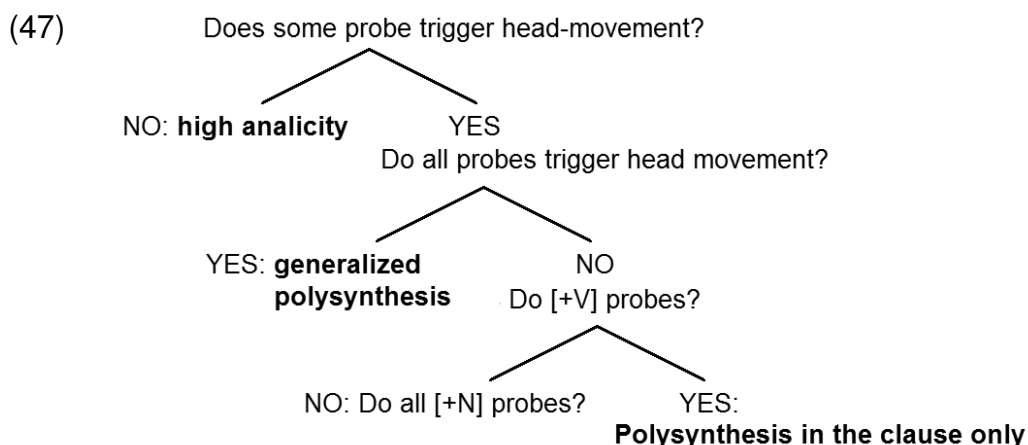 (47) Does some probe trigger head-movement?
NO: high analicity YES
Do all probes trigger head movement?
YES: generalized NO
polysynthesis Do [+V] probes?
NO: Do all [+N] probes? YES:
Polysynthesis in the clause only